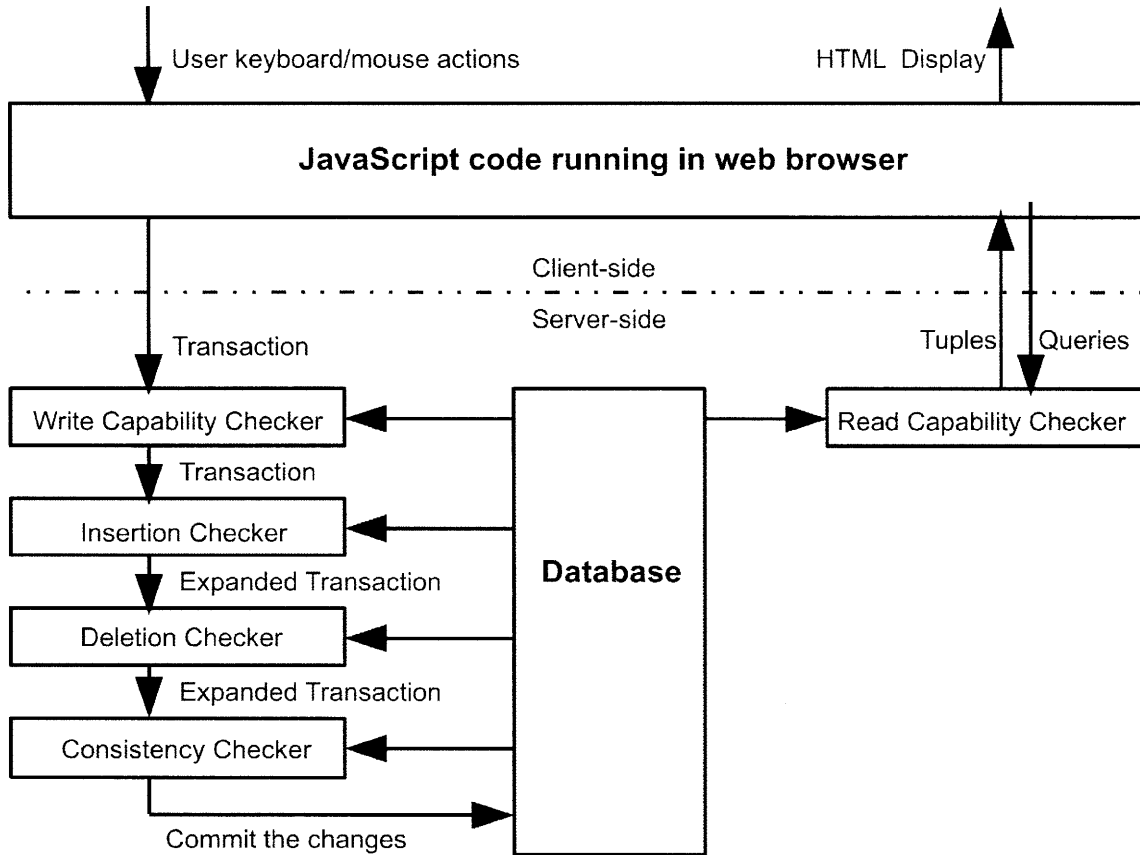 User keyboard/mouse actions
HTML Display
JavaScript code running in web browser
Client-side
Server-side
Transaction
Tuples
Queries
Write Capability Checker
Read Capability Checker
Transaction
Insertion Checker
Expanded Transaction
Database
Deletion Checker
Expanded Transaction
Consistency Checker
Commit the changes